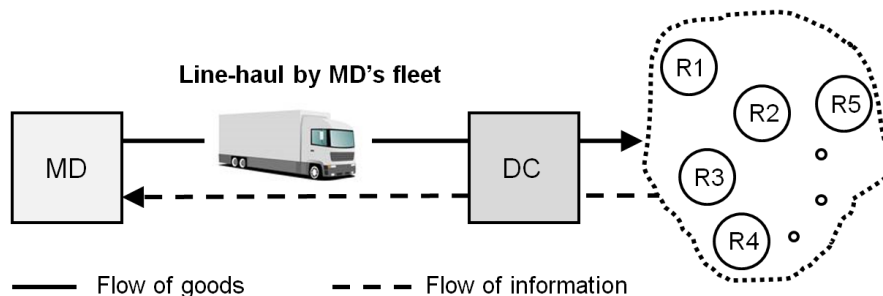 Line-haul by MD's fleet
R1
R2
R5
MD
DC
R3
R4
Flow of goods
Flow of information